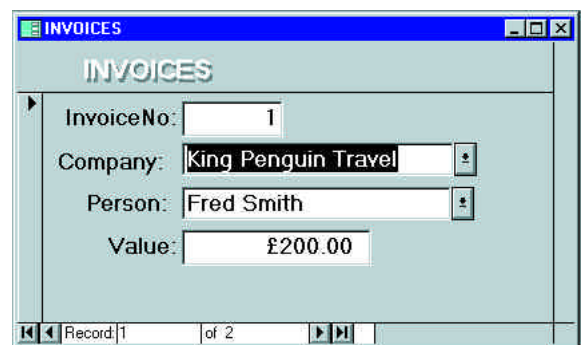 INVOICES
INVOICES
InvoiceNo: 1
Company: King Penguin Travel
Person: Fred Smith
Value: £200.00
Record: 1 of 2